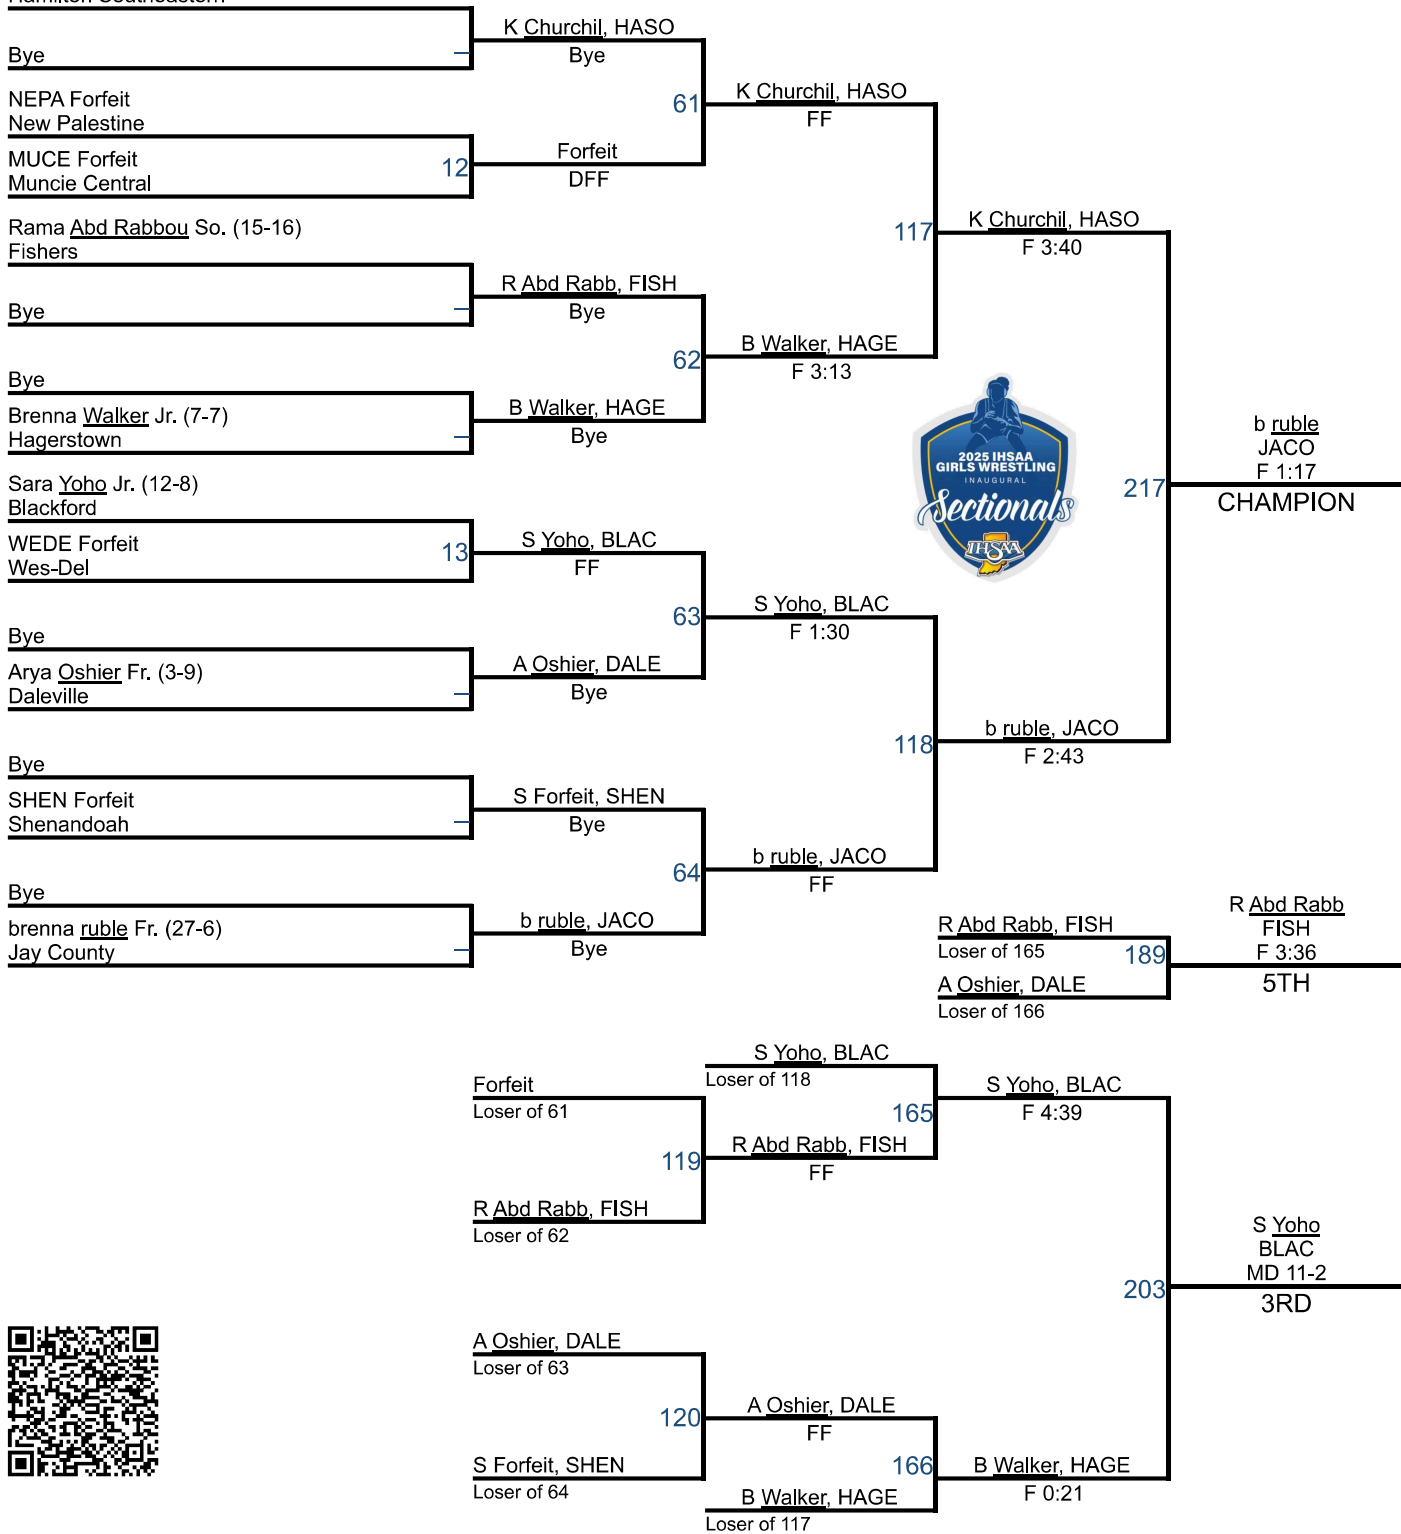 Hamilton Southeastern
Bye
K Churchil, HASO
Bye
NEPA Forfeit
New Palestine
MUCE Forfeit
Muncie Central
12
Forfeit
DFF
61
K Churchil, HASO
FF
Rama Abd Rabbou So. (15-16)
Fishers
Bye
R Abd Rabb, FISH
Bye
Bye
Brenna Walker Jr. (7-7)
Hagerstown
B Walker, HAGE
Bye
62
B Walker, HAGE
F 3:13
117
K Churchil, HASO
F 3:40
Sara Yoho Jr. (12-8)
Blackford
WEDE Forfeit
Wes-Del
13
S Yoho, BLAC
FF
Bye
Arya Oshier Fr. (3-9)
Daleville
A Oshier, DALE
Bye
63
S Yoho, BLAC
F 1:30
Bye
SHEN Forfeit
Shenandoah
S Forfeit, SHEN
Bye
Bye
brenna ruble Fr. (27-6)
Jay County
b ruble, JACO
Bye
64
b ruble, JACO
FF
118
b ruble, JACO
F 2:43
2025 IHSAA
GIRLS WRESTLING
INAUGURAL
Sectionals
IHSAA
217
b ruble
JACO
F 1:17
CHAMPION
R Abd Rabb, FISH
Loser of 165
189
A Oshier, DALE
Loser of 166
R Abd Rabb
FISH
F 3:36
5TH
S Yoho, BLAC
Loser of 118
Forfeit
Loser of 61
119
R Abd Rabb, FISH
Loser of 62
R Abd Rabb, FISH
FF
165
S Yoho, BLAC
F 4:39
A Oshier, DALE
Loser of 63
120
S Forfeit, SHEN
Loser of 64
A Oshier, DALE
FF
166
B Walker, HAGE
Loser of 117
B Walker, HAGE
F 0:21
203
S Yoho
BLAC
MD 11-2
3RD